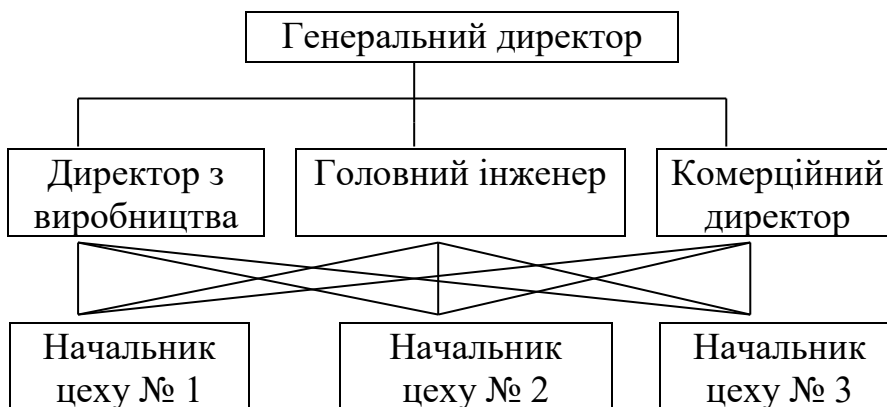 Генеральний директор
Директор з
виробництва
Головний інженер
Комерційний
директор
Начальник
цеху № 1
Начальник
цеху № 2
Начальник
цеху № 3